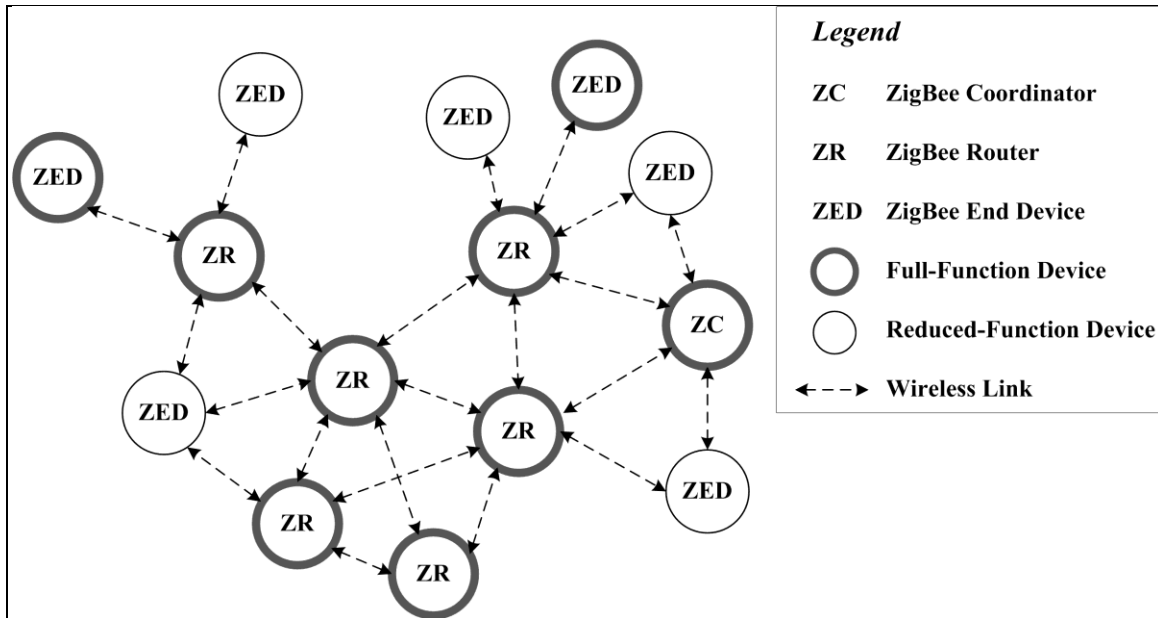 Legend
ZC ZigBee Coordinator
ZR ZigBee Router
ZED ZigBee End Device
Full-Function Device
Reduced-Function Device
Wireless Link
ZED
ZED
ZED
ZED
ZED
ZED
ZR
ZR
ZC
ZR
ZED
ZR
ZED
ZR
ZR